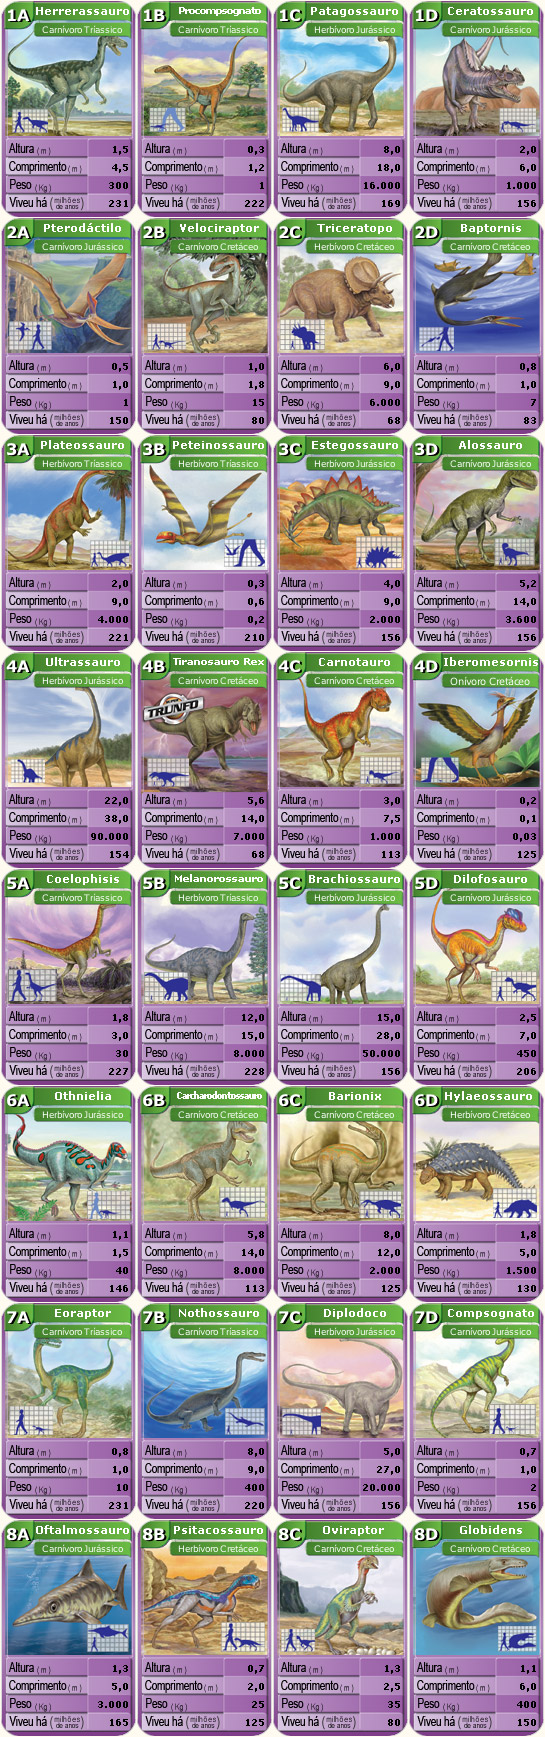 1A Herrerassauro
Carnívoro Triassico
Altura (m) 1,5
Comprimento (m) 4,5
Peso (Kg) 300
Viveu há (milhões de anos) 231
1B Procompsognato
Carnívoro Triassico
Altura (m) 0,3
Comprimento (m) 1,2
Peso (Kg) 1
Viveu há (milhões de anos) 222
1C Patagossauro
Herbívoro Jurássico
Altura (m) 8,0
Comprimento (m) 18,0
Peso (Kg) 16.000
Viveu há (milhões de anos) 169
1D Ceratossauro
Carnívoro Jurássico
Altura (m) 2,0
Comprimento (m) 6,0
Peso (Kg) 1.000
Viveu há (milhões de anos) 156
2A Pterodáctilo
Carnívoro Jurássico
Altura (m) 0,5
Comprimento (m) 1,0
Peso (Kg) 1
Viveu há (milhões de anos) 150
2B Velociraptor
Carnívoro Cretáceo
Altura (m) 1,0
Comprimento (m) 1,8
Peso (Kg) 15
Viveu há (milhões de anos) 80
2C Triceratopo
Herbívoro Cretáceo
Altura (m) 6,0
Comprimento (m) 9,0
Peso (Kg) 6.000
Viveu há (milhões de anos) 68
2D Baptornis
Carnívoro Cretáceo
Altura (m) 0,8
Comprimento (m) 1,0
Peso (Kg) 7
Viveu há (milhões de anos) 83
3A Plateossauro
Herbívoro Triassico
Altura (m) 2,0
Comprimento (m) 9,0
Peso (Kg) 4.000
Viveu há (milhões de anos) 221
3B Peteinossauro
Herbívoro Triassico
Altura (m) 0,3
Comprimento (m) 0,6
Peso (Kg) 0,2
Viveu há (milhões de anos) 210
3C Estegossauro
Herbívoro Jurássico
Altura (m) 4,0
Comprimento (m) 9,0
Peso (Kg) 2.000
Viveu há (milhões de anos) 156
3D Alossauro
Carnívoro Jurássico
Altura (m) 5,2
Comprimento (m) 14,0
Peso (Kg) 3.600
Viveu há (milhões de anos) 156
4A Ultrassauro
Herbívoro Jurássico
Altura (m) 22,0
Comprimento (m) 38,0
Peso (Kg) 90.000
Viveu há (milhões de anos) 154
4B Tiranosauro Rex
Carnívoro Cretáceo
TRUNFO
Altura (m) 5,6
Comprimento (m) 14,0
Peso (Kg) 7.000
Viveu há (milhões de anos) 68
4C Carnotauro
Carnívoro Cretáceo
Altura (m) 3,0
Comprimento (m) 7,5
Peso (Kg) 1.000
Viveu há (milhões de anos) 113
4D Iberomesornis
Onívoro Cretáceo
Altura (m) 0,2
Comprimento (m) 0,1
Peso (Kg) 0,03
Viveu há (milhões de anos) 125
5A Coelophisis
Carnívoro Triassico
Altura (m) 1,8
Comprimento (m) 3,0
Peso (Kg) 30
Viveu há (milhões de anos) 227
5B Melanorossauro
Herbívoro Triassico
Altura (m) 12,0
Comprimento (m) 15,0
Peso (Kg) 8.000
Viveu há (milhões de anos) 228
5C Brachiossauro
Herbívoro Jurássico
Altura (m) 15,0
Comprimento (m) 28,0
Peso (Kg) 50.000
Viveu há (milhões de anos) 156
5D Dilofosauro
Carnívoro Jurássico
Altura (m) 2,5
Comprimento (m) 7,0
Peso (Kg) 450
Viveu há (milhões de anos) 206
6A Othnielia
Herbívoro Jurássico
Altura (m) 1,1
Comprimento (m) 1,5
Peso (Kg) 40
Viveu há (milhões de anos) 146
6B Carcharodontossauro
Carnívoro Cretáceo
Altura (m) 5,8
Comprimento (m) 14,0
Peso (Kg) 8.000
Viveu há (milhões de anos) 113
6C Barionix
Carnívoro Cretáceo
Altura (m) 8,0
Comprimento (m) 12,0
Peso (Kg) 2.000
Viveu há (milhões de anos) 125
6D Hylaeossauro
Herbívoro Cretáceo
Altura (m) 1,8
Comprimento (m) 5,0
Peso (Kg) 1.500
Viveu há (milhões de anos) 130
7A Eoraptor
Carnívoro Triassico
Altura (m) 0,8
Comprimento (m) 1,0
Peso (Kg) 10
Viveu há (milhões de anos) 231
7B Nothossauro
Carnívoro Triassico
Altura (m) 8,0
Comprimento (m) 9,0
Peso (Kg) 400
Viveu há (milhões de anos) 220
7C Diplodoco
Herbívoro Jurássico
Altura (m) 5,0
Comprimento (m) 27,0
Peso (Kg) 20.000
Viveu há (milhões de anos) 156
7D Compsognato
Carnívoro Jurássico
Altura (m) 0,7
Comprimento (m) 1,0
Peso (Kg) 2
Viveu há (milhões de anos) 156
8A Oftalmossauro
Carnívoro Jurássico
Altura (m) 1,3
Comprimento (m) 5,0
Peso (Kg) 3.000
Viveu há (milhões de anos) 165
8B Psitacossauro
Herbívoro Cretáceo
Altura (m) 0,7
Comprimento (m) 2,0
Peso (Kg) 25
Viveu há (milhões de anos) 125
8C Oviraptor
Carnívoro Cretáceo
Altura (m) 1,3
Comprimento (m) 2,5
Peso (Kg) 35
Viveu há (milhões de anos) 80
8D Globidens
Carnívoro Cretáceo
Altura (m) 1,1
Comprimento (m) 6,0
Peso (Kg) 400
Viveu há (milhões de anos) 150